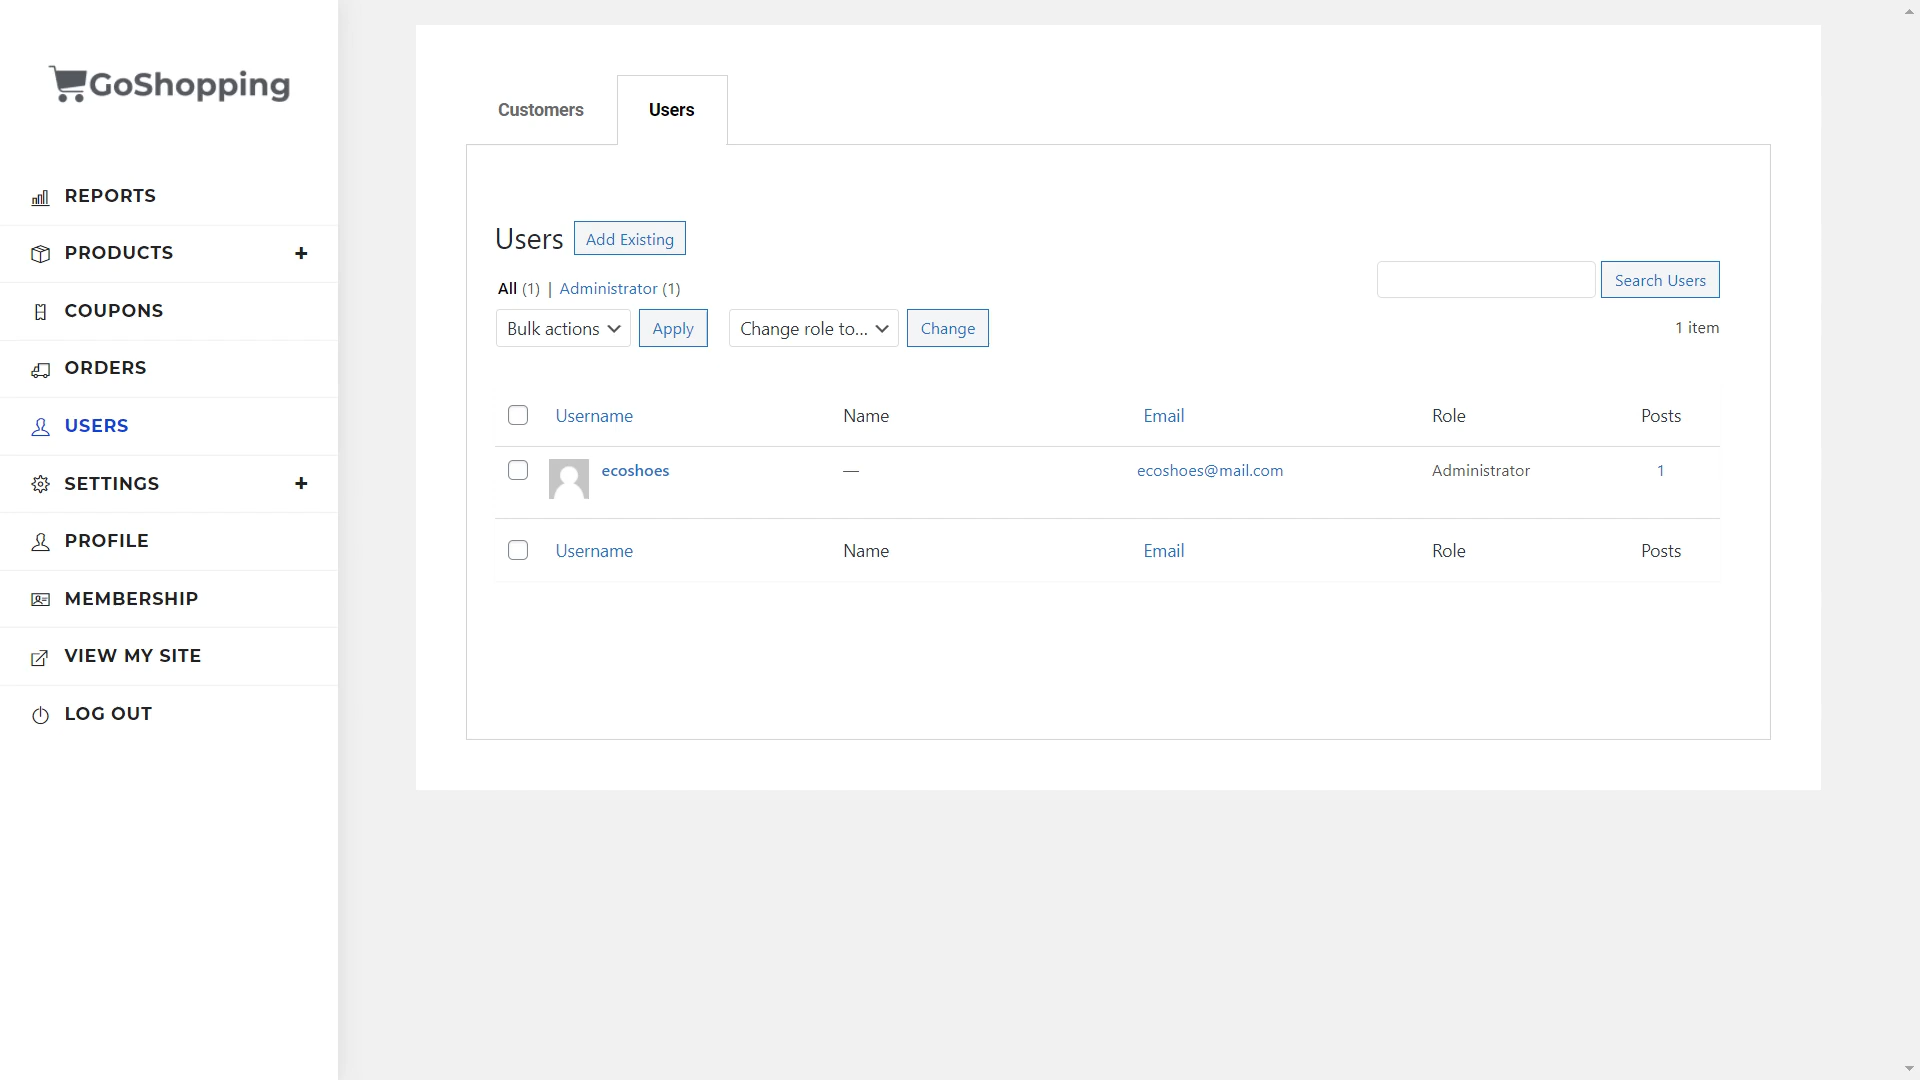 GoShopping
REPORTS
PRODUCTS +
COUPONS
ORDERS
USERS
SETTINGS +
PROFILE
MEMBERSHIP
VIEW MY SITE
LOG OUT
Customers Users
Users Add Existing
All (1) | Administrator (1)
Search Users
Bulk actions Apply Change role to... Change 1 item
Username Name Email Role Posts
ecoshoes — ecoshoes@mail.com Administrator 1
Username Name Email Role Posts